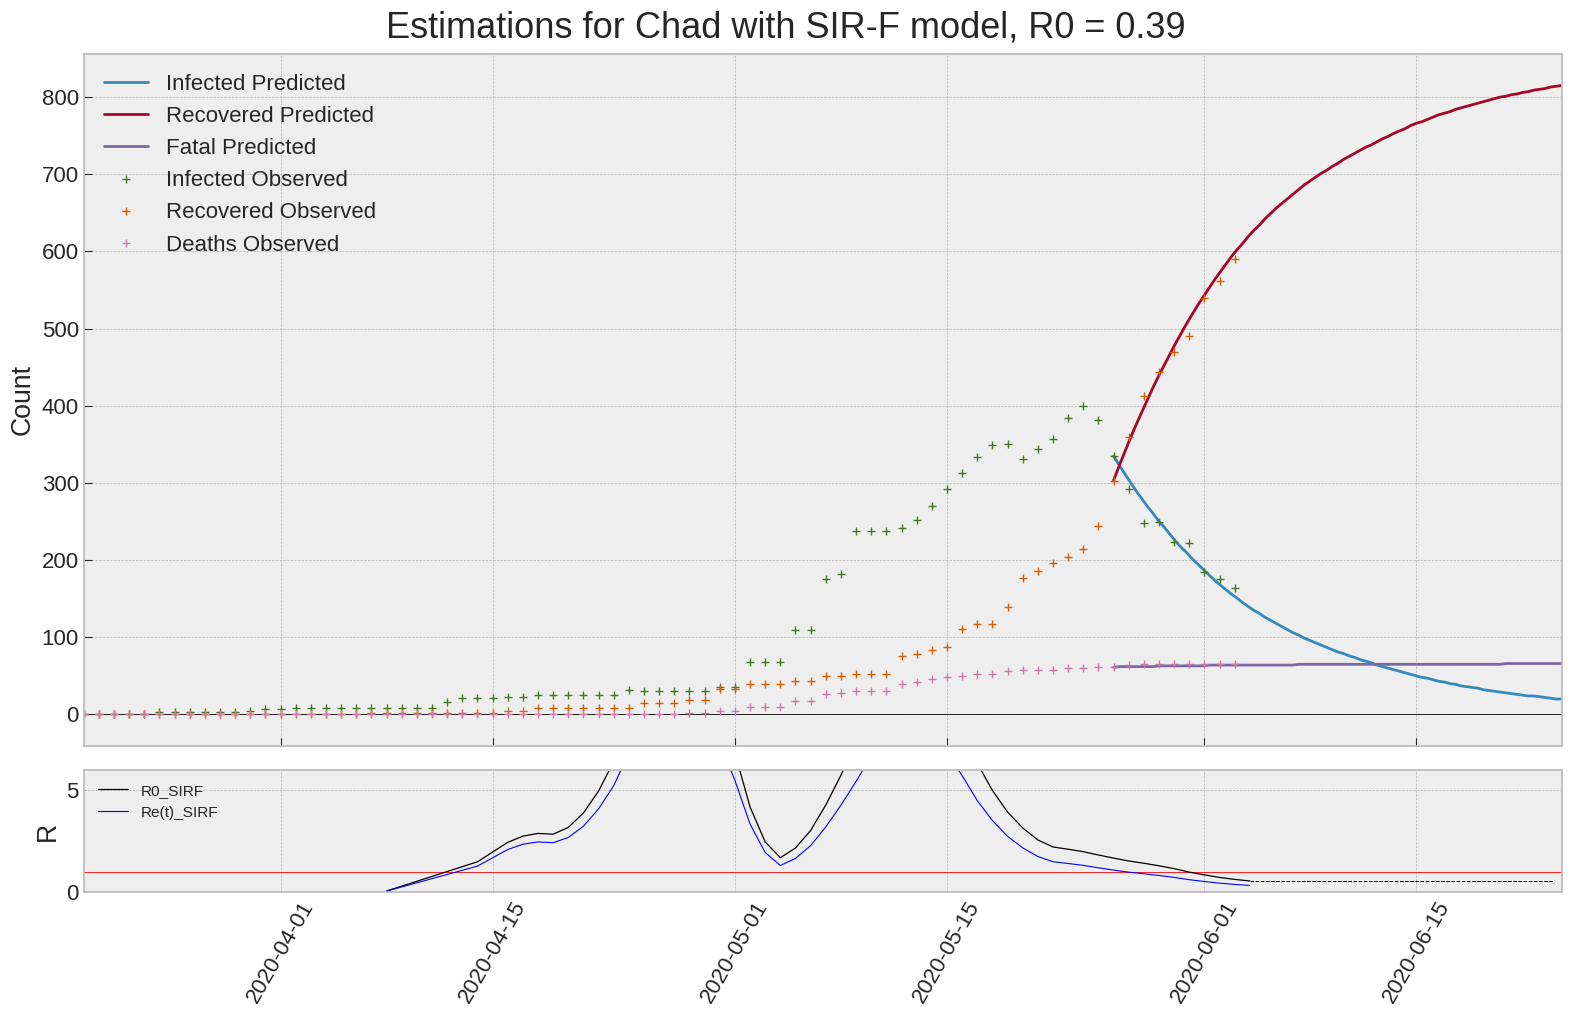 Estimations for Chad with SIR-F model, R0 = 0.39
Infected Predicted
Recovered Predicted
Fatal Predicted
Infected Observed
Recovered Observed
Deaths Observed
800
700
600
500
400
300
200
100
0
Count
R0_SIRF
Re(t)_SIRF
5
0
R
2020-04-01
2020-04-15
2020-05-01
2020-05-15
2020-06-01
2020-06-15